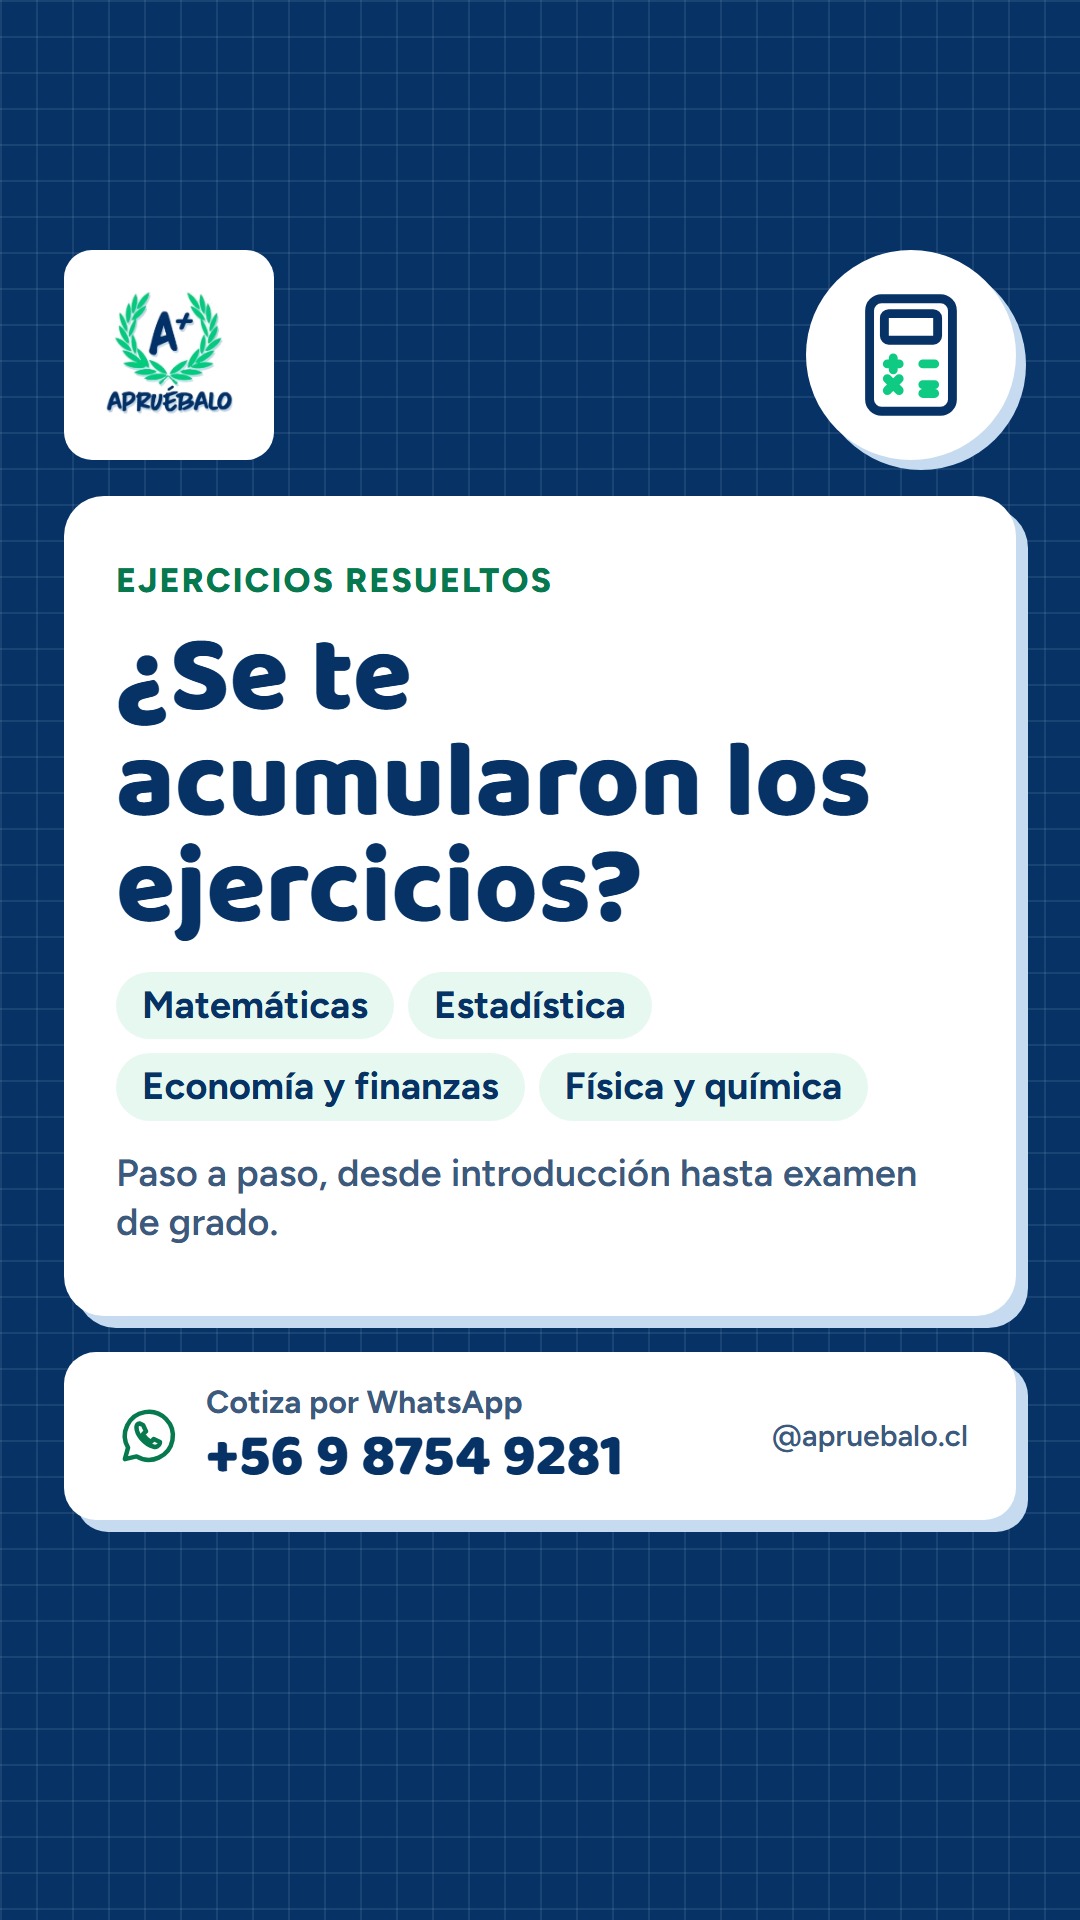 A+
APRUÉBALO
EJERCICIOS RESUELTOS
¿Se te
acumularon los
ejercicios?
Matemáticas
Estadística
Economía y finanzas
Física y química
Paso a paso, desde introducción hasta examen
de grado.
Cotiza por WhatsApp
+56 9 8754 9281
@apruebalo.cl